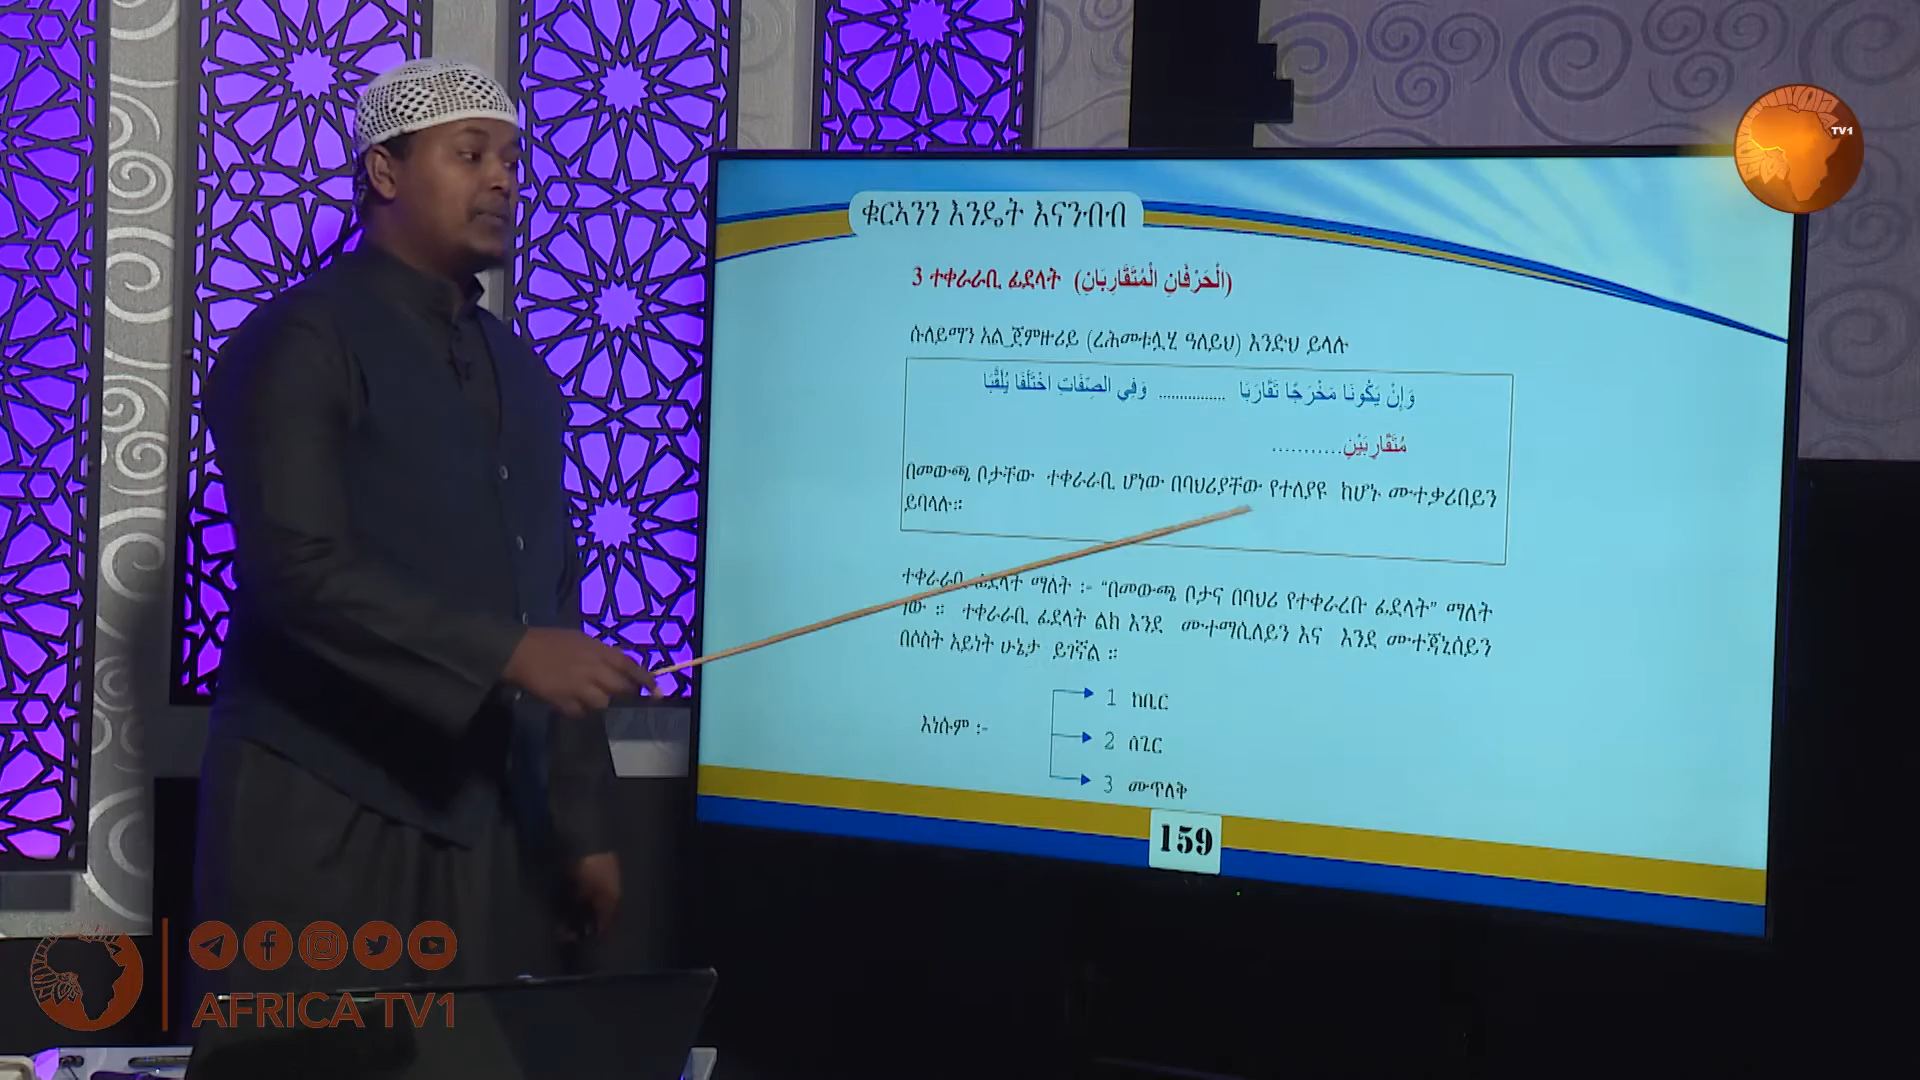 TV1
ቁርኣንን እንዴት እናንብብ
3 ተቀራራቢ ፊደላት (الْحَرْفَانِ الْمُتَقَارِبَانِ)
ሱለይማን አል_ጀምዙሪይ (ረሕመቱሏሂ ዓለይህ) እንድህ ይላሉ
وَإِنْ يَكُونَا مَخْرَجًا تَقَارَبَا ............... وَفِي الصِّفَاتِ اخْتَلَفَا يُلَقَّبَا
مُتَقَارِبَيْنِ...........
በመውጫ ቦታቸው ተቀራራቢ ሆነው በባህሪያቸው የተለያዩ ከሆኑ ሙተቃሪበይን
ይባላሉ።
ተቀራራቢ ፊደላት ማለት ፡- “በመውጫ ቦታና በባህሪ የተቀራረቡ ፊደላት” ማለት
ነው ። ተቀራራቢ ፊደላት ልክ እንደ ሙተማሲለይን እና እንደ ሙተጃኒሰይን
በሶስት አይነት ሁኔታ ይገኛል ።
እነሱም ፡-
1 ከቢር
2 ሰጊር
3 ሙጥለቅ
159
AFRICA TV1